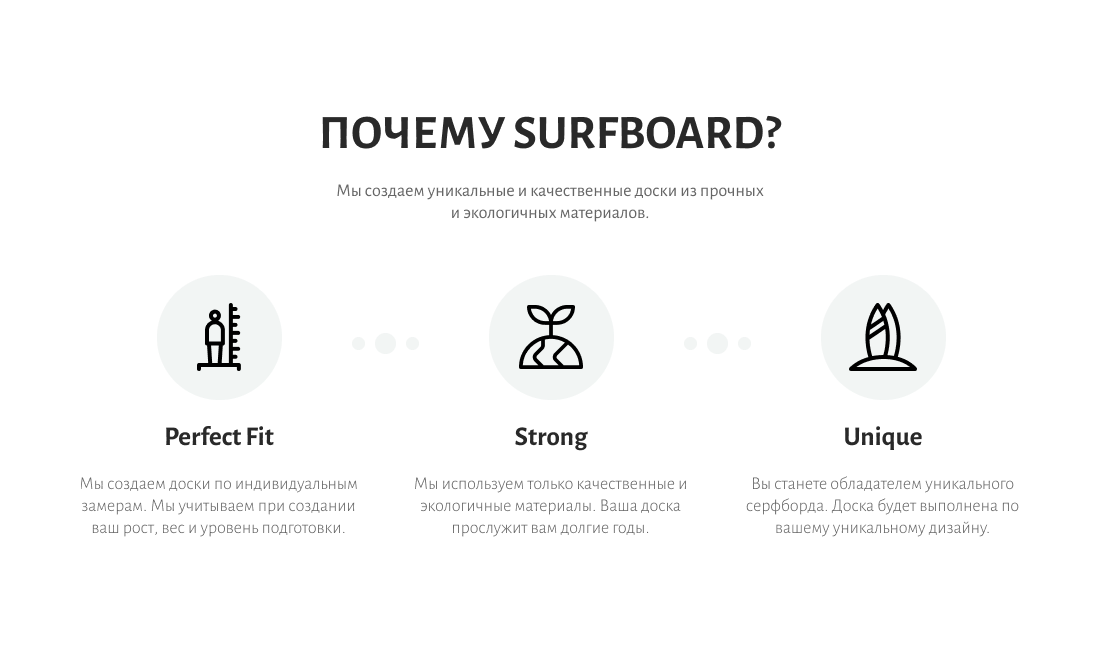 ПОЧЕМУ SURFBOARD?
Мы создаем уникальные и качественные доски из прочных
и экологичных материалов.
Perfect Fit
Мы создаем доски по индивидуальным
замерам. Мы учитываем при создании
ваш рост, вес и уровень подготовки.
Strong
Мы используем только качественные и
экологичные материалы. Ваша доска
прослужит вам долгие годы.
Unique
Вы станете обладателем уникального
серфборда. Доска будет выполнена по
вашему уникальному дизайну.